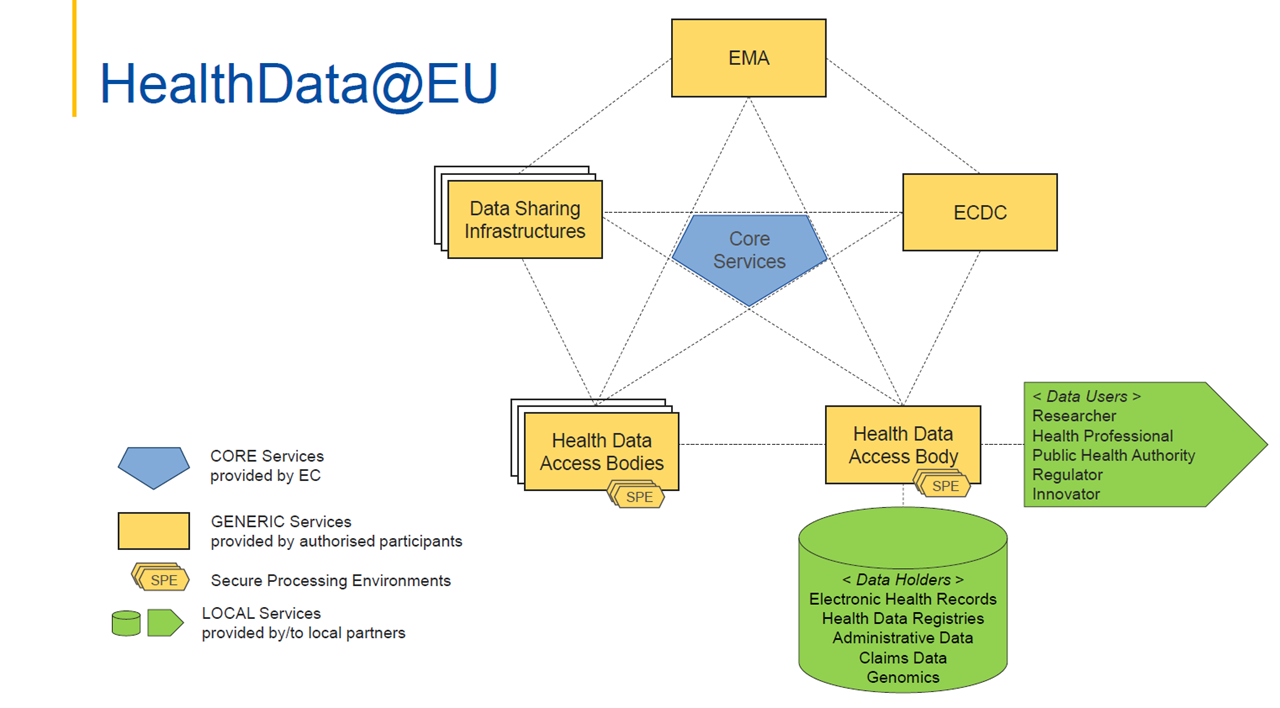 HealthData@EU
EMA
Data Sharing
Infrastructures
ECDC
Core
Services
Health Data
Access Bodies
SPE
Health Data
Access Body
SPE
< Data Users >
Researcher
Health Professional
Public Health Authority
Regulator
Innovator
< Data Holders >
Electronic Health Records
Health Data Registries
Administrative Data
Claims Data
Genomics
CORE Services
provided by EC
GENERIC Services
provided by authorised participants
SPE
Secure Processing Environments
LOCAL Services
provided by/to local partners